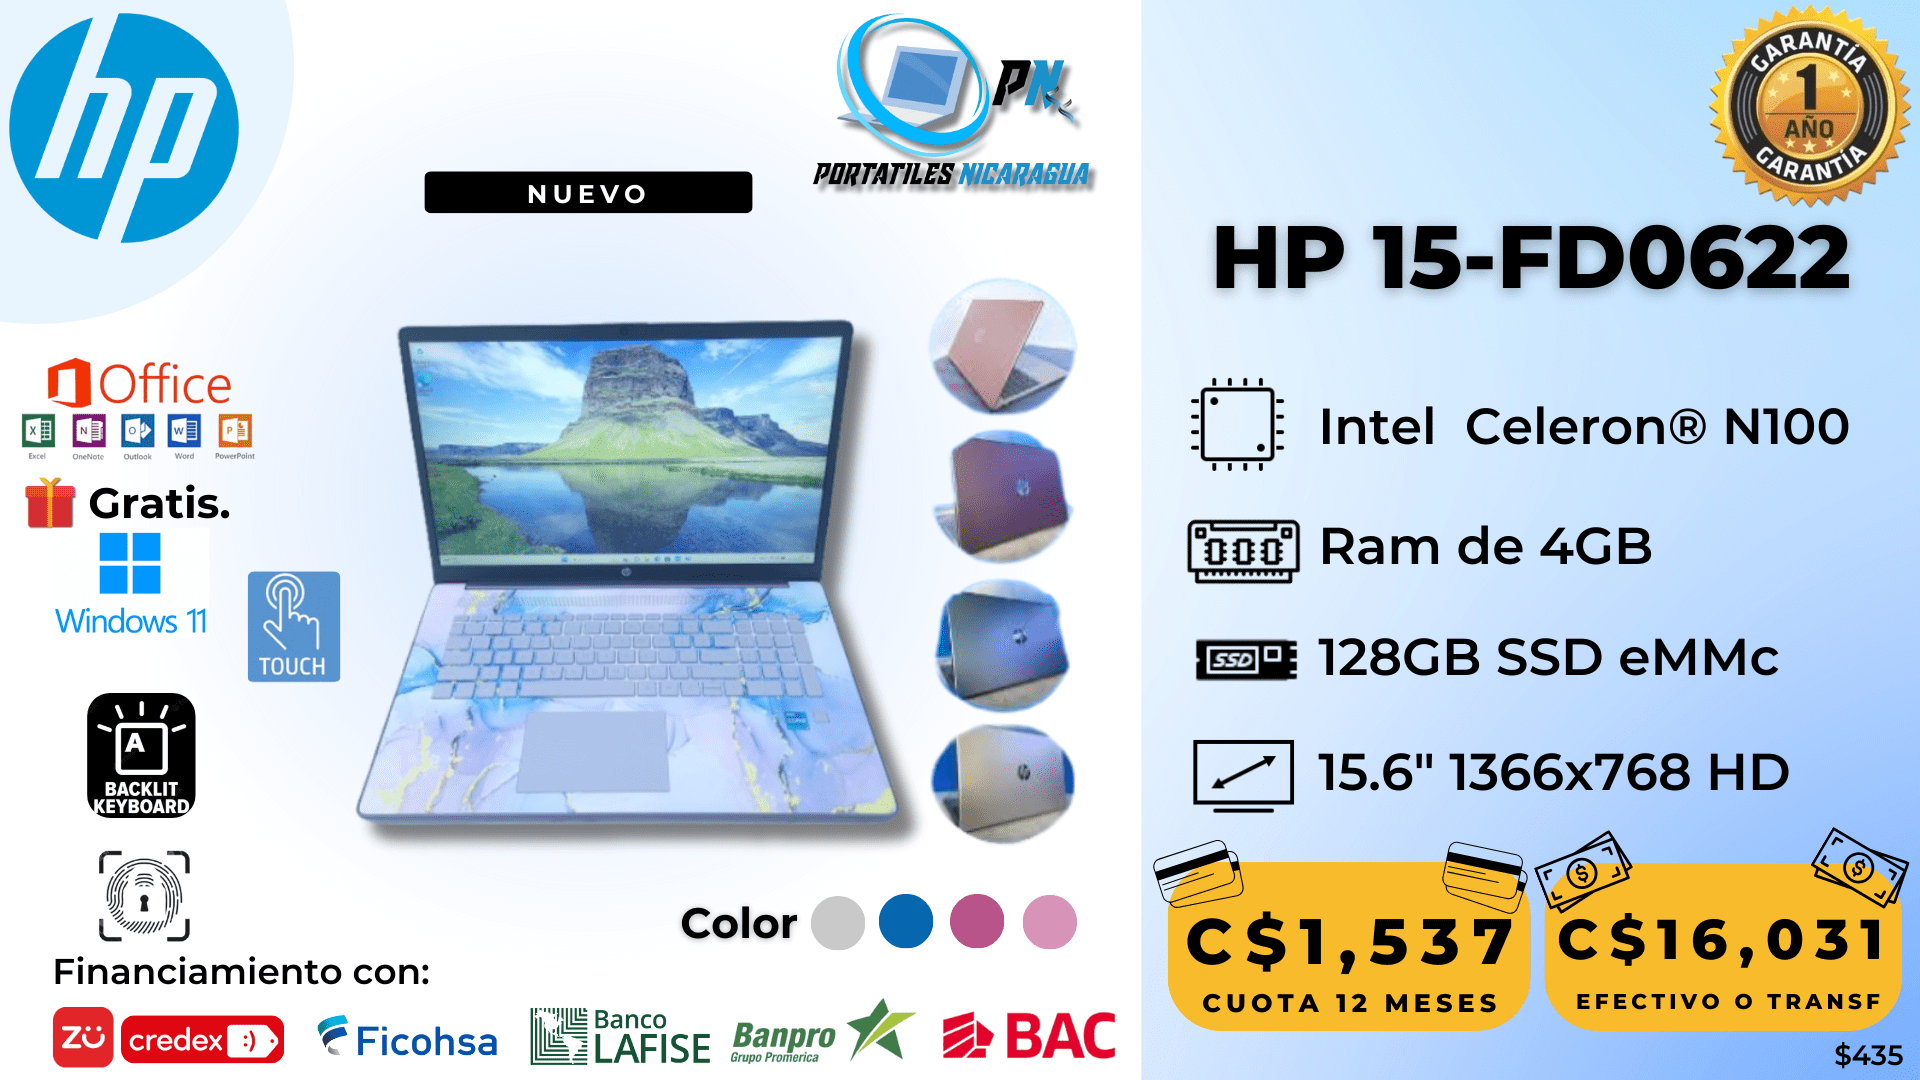 hp
PN
PORTATILES NICARAGUA
NUEVO
Office
Excel OneNote Outlook Word PowerPoint
Gratis.
Windows 11
TOUCH
A
BACKLIT
KEYBOARD
Color
Financiamiento con:
zü
credex :)
Ficohsa
Banco
LAFISE
Banpro
Grupo Promerica
BAC
GARANTÍA
1
AÑO
GARANTÍA
HP 15-FD0622
Intel Celeron® N100
Ram de 4GB
SSD
128GB SSD eMMc
15.6" 1366x768 HD
C$1,537
CUOTA 12 MESES
C$16,031
EFECTIVO O TRANSF
$435